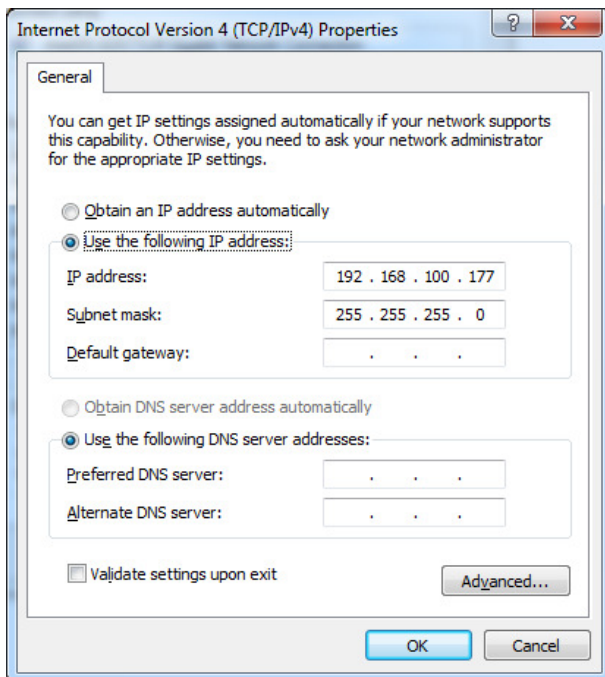 Internet Protocol Version 4 (TCP/IPv4) Properties
?
X
General
You can get IP settings assigned automatically if your network supports
this capability. Otherwise, you need to ask your network administrator
for the appropriate IP settings.
Obtain an IP address automatically
Use the following IP address:
IP address: 192 . 168 . 100 . 177
Subnet mask: 255 . 255 . 255 . 0
Default gateway: . . .
Obtain DNS server address automatically
Use the following DNS server addresses:
Preferred DNS server: . . .
Alternate DNS server: . . .
Validate settings upon exit
Advanced...
OK Cancel